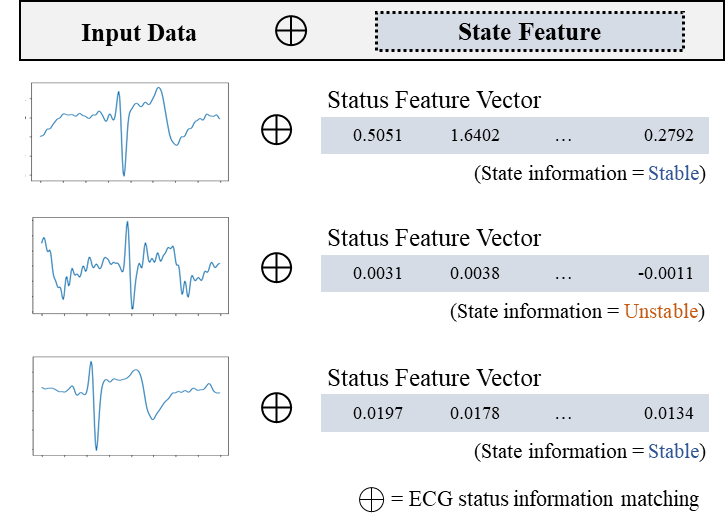 Input Data ⊕ State Feature
Status Feature Vector
0.5051 1.6402 … 0.2792
(State information = Stable)
Status Feature Vector
0.0031 0.0038 … -0.0011
(State information = Unstable)
Status Feature Vector
0.0197 0.0178 … 0.0134
(State information = Stable)
⊕ = ECG status information matching